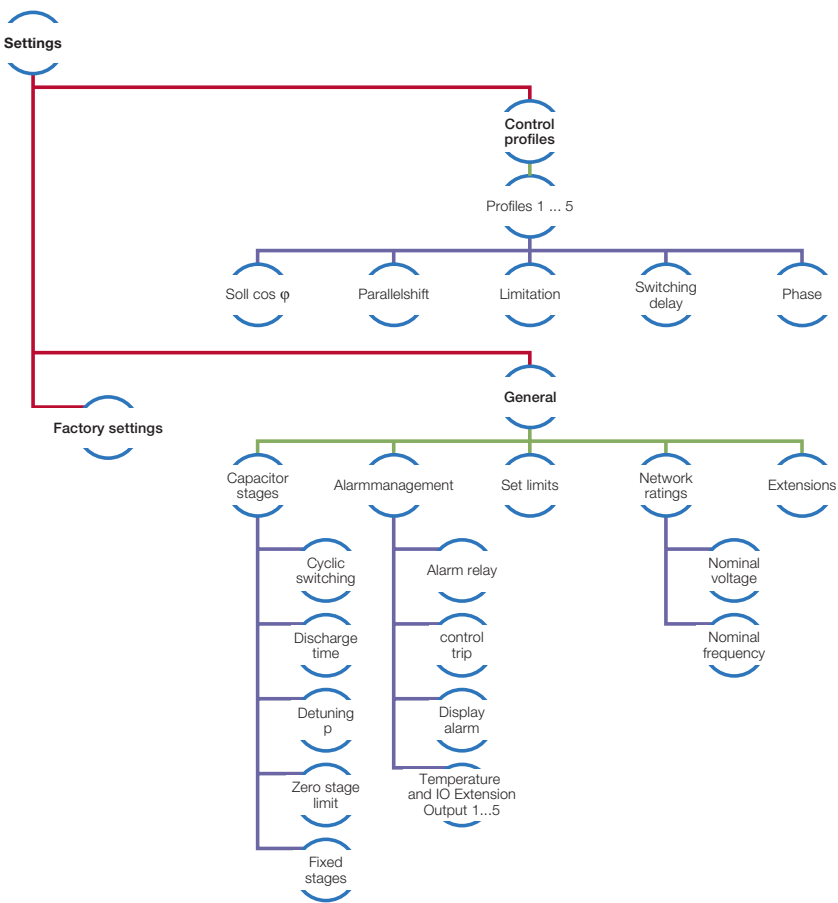 Settings
Control
profiles
Profiles 1 ... 5
Soll cos φ
Parallelshift
Limitation
Switching
delay
Phase
General
Factory settings
Capacitor
stages
Alarmmanagement
Set limits
Network
ratings
Extensions
Cyclic
switching
Discharge
time
Detuning
p
Zero stage
limit
Fixed
stages
Alarm relay
control
trip
Display
alarm
Temperature
and IO Extension
Output 1...5
Nominal
voltage
Nominal
frequency